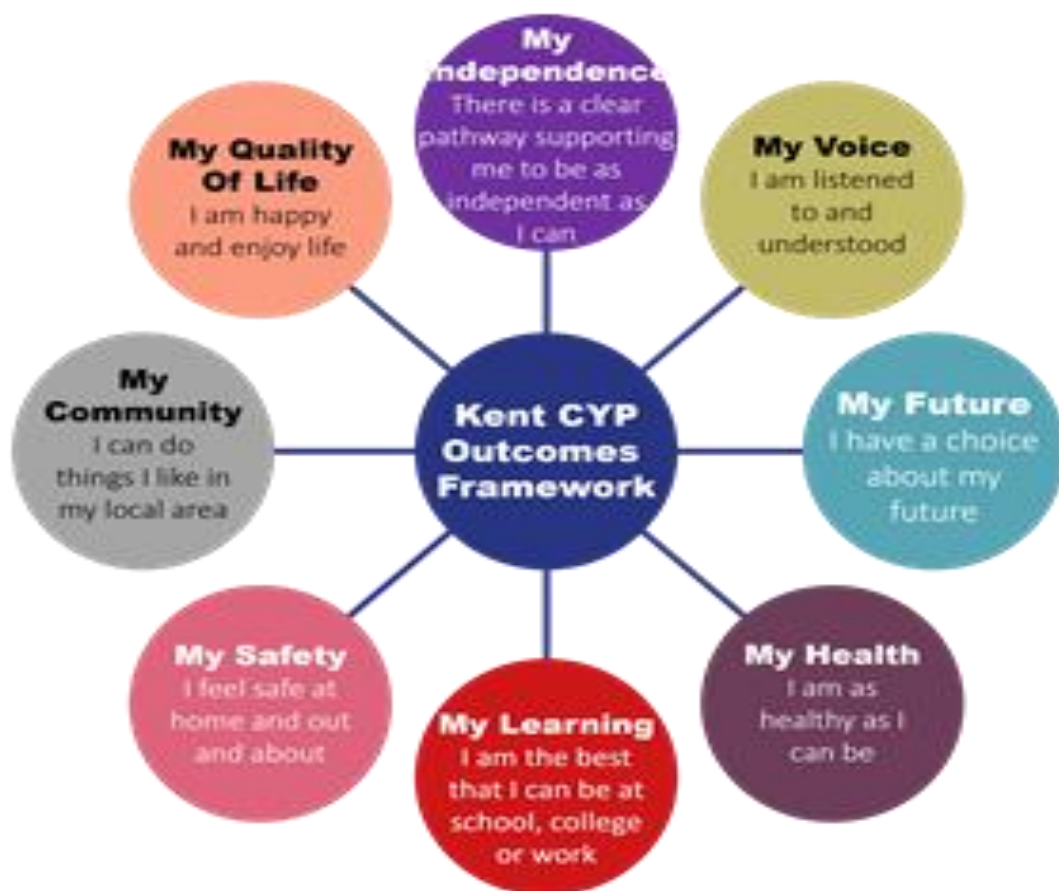 My
Independence
There is a clear
pathway supporting
me to be as
independent as
I can
My Voice
I am listened
to and
understood
My Future
I have a choice
about my
future
My Health
I am as
healthy as I
can be
My Learning
I am the best
that I can be at
school, college
or work
My Safety
I feel safe at
home and out
and about
My
Community
I can do
things I like in
my local area
My Quality
Of Life
I am happy
and enjoy life
Kent CYP
Outcomes
Framework